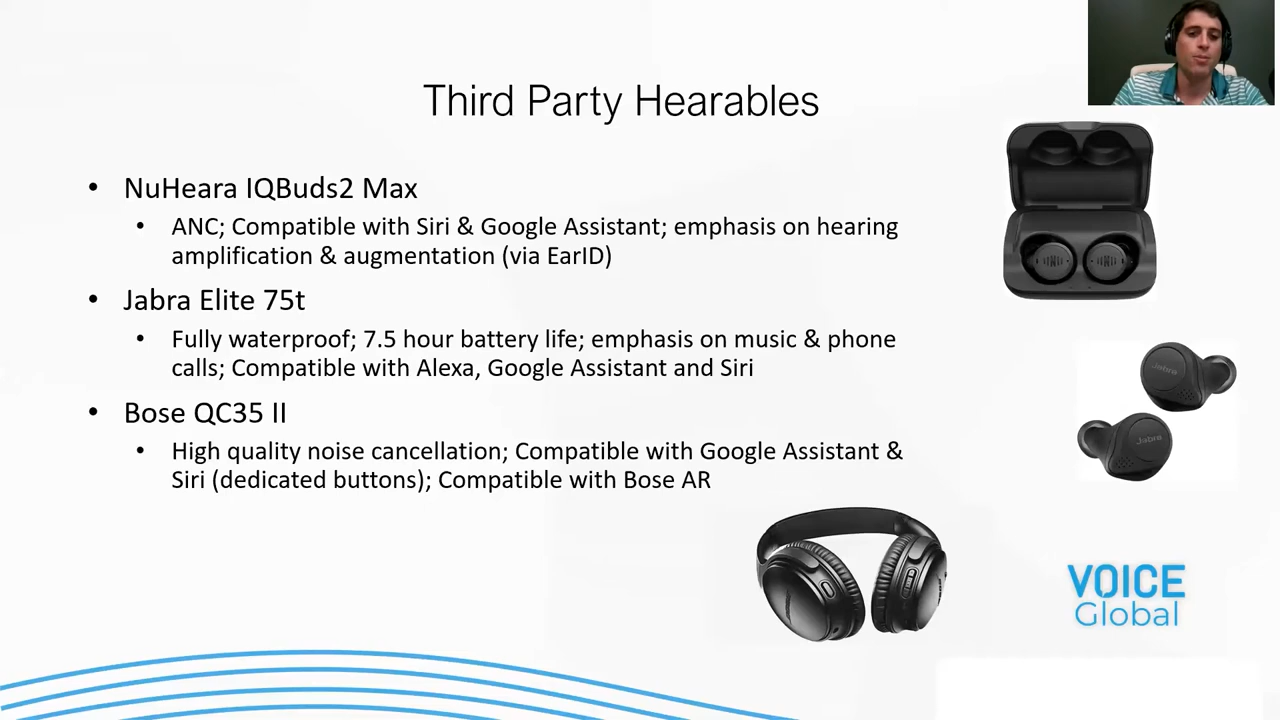 Third Party Hearables
• NuHeara IQBuds2 Max
• ANC; Compatible with Siri & Google Assistant; emphasis on hearing
amplification & augmentation (via EarID)
• Jabra Elite 75t
• Fully waterproof; 7.5 hour battery life; emphasis on music & phone
calls; Compatible with Alexa, Google Assistant and Siri
• Bose QC35 II
• High quality noise cancellation; Compatible with Google Assistant &
Siri (dedicated buttons); Compatible with Bose AR
Jabra
Jabra
VOICE
Global